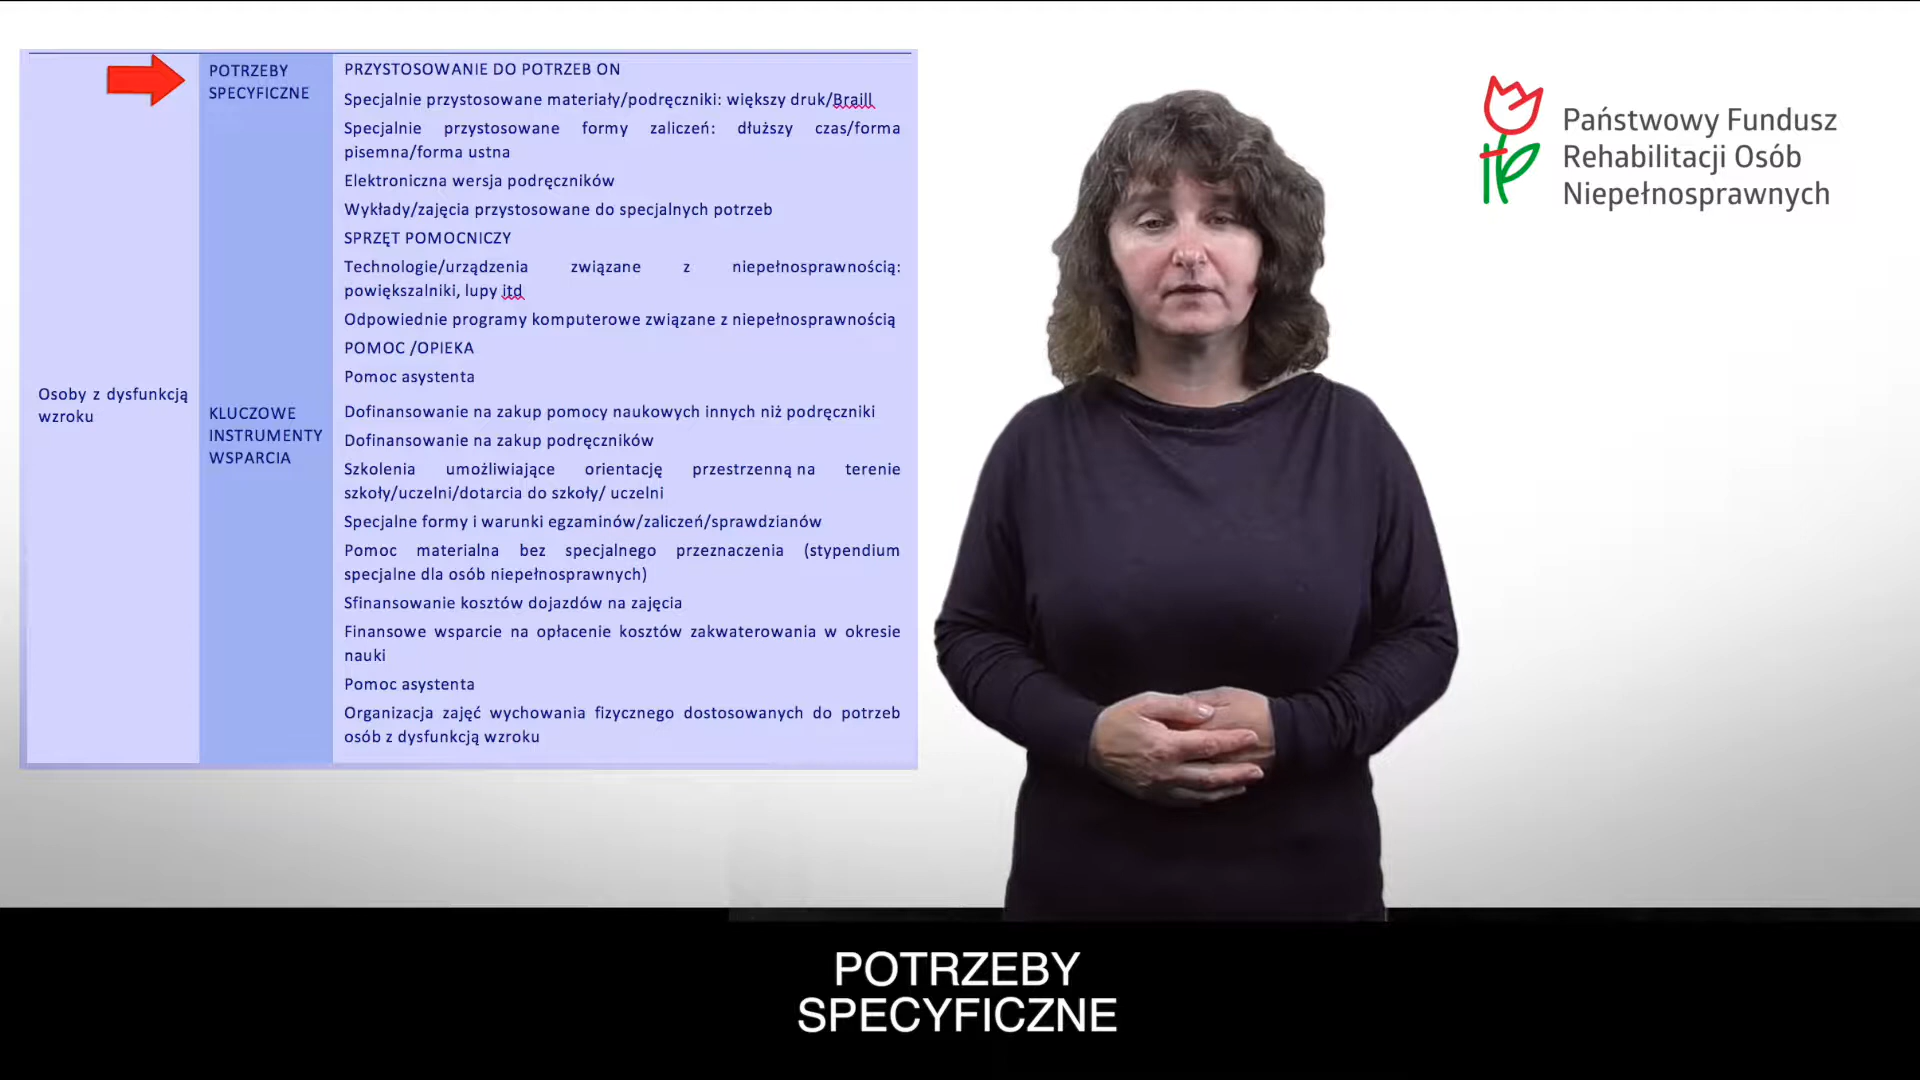 POTRZEBY
SPECYFICZNE
PRZYSTOSOWANIE DO POTRZEB ON
Specjalnie przystosowane materiały/podręczniki: większy druk/Braill
Specjalnie przystosowane formy zaliczeń: dłuższy czas/forma
pisemna/forma ustna
Elektroniczna wersja podręczników
Wykłady/zajęcia przystosowane do specjalnych potrzeb
SPRZĘT POMOCNICZY
Technologie/urządzenia związane z niepełnosprawnością:
powiększalniki, lupy itd
Odpowiednie programy komputerowe związane z niepełnosprawnością
POMOC /OPIEKA
Pomoc asystenta
Osoby z dysfunkcją
wzroku
KLUCZOWE
INSTRUMENTY
WSPARCIA
Dofinansowanie na zakup pomocy naukowych innych niż podręczniki
Dofinansowanie na zakup podręczników
Szkolenia umożliwiające orientację przestrzenną na terenie
szkoły/uczelni/dotarcia do szkoły/ uczelni
Specjalne formy i warunki egzaminów/zaliczeń/sprawdzianów
Pomoc materialna bez specjalnego przeznaczenia (stypendium
specjalne dla osób niepełnosprawnych)
Sfinansowanie kosztów dojazdów na zajęcia
Finansowe wsparcie na opłacenie kosztów zakwaterowania w okresie
nauki
Pomoc asystenta
Organizacja zajęć wychowania fizycznego dostosowanych do potrzeb
osób z dysfunkcją wzroku
Państwowy Fundusz
Rehabilitacji Osób
Niepełnosprawnych
POTRZEBY
SPECYFICZNE